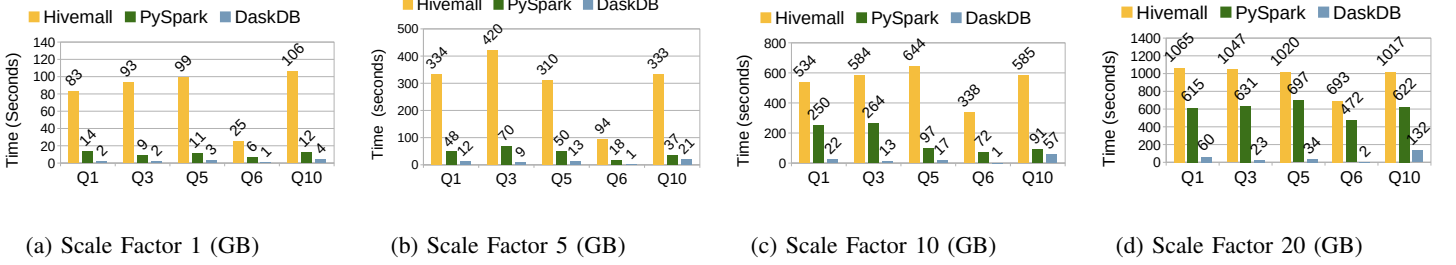 Hivemall PySpark DaskDB
Time (Seconds)
140
120
100
80
60
40
20
0
83 14 2
93 9 2
99 11 3
25 6 1
106 12 4
Q1 Q3 Q5 Q6 Q10
(a) Scale Factor 1 (GB)
Hivemall PySpark DaskDB
Time (seconds)
500
400
300
200
100
0
334 48 12
420 70 9
310 50 13
94 18 1
333 37 21
Q1 Q3 Q5 Q6 Q10
(b) Scale Factor 5 (GB)
Hivemall PySpark DaskDB
Time (seconds)
800
600
400
200
0
534 250 22
584 264 13
644 97 17
338 72 1
585 91 57
Q1 Q3 Q5 Q6 Q10
(c) Scale Factor 10 (GB)
Hivemall PySpark DaskDB
Time (seconds)
1400
1200
1000
800
600
400
200
0
1065 615 60
1047 631 23
1020 697 34
693 472 2
1017 622 132
Q1 Q3 Q5 Q6 Q10
(d) Scale Factor 20 (GB)